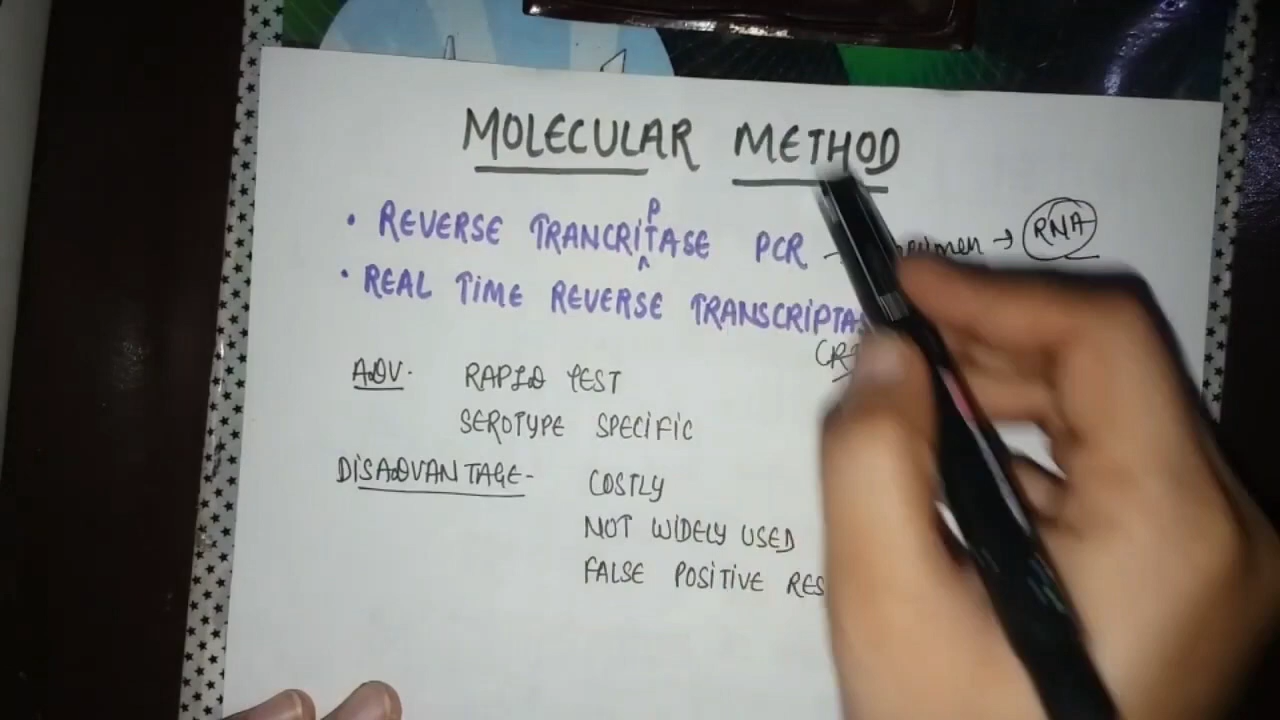 MOLECULAR METHOD
• REVERSE TRANCRIPTASE PCR → RNA
• REAL TIME REVERSE TRANSCRIPTAS
ADV. RAPID TEST
SEROTYPE SPECIFIC
DISADVANTAGE- COSTLY
NOT WIDELY USED
FALSE POSITIVE RES